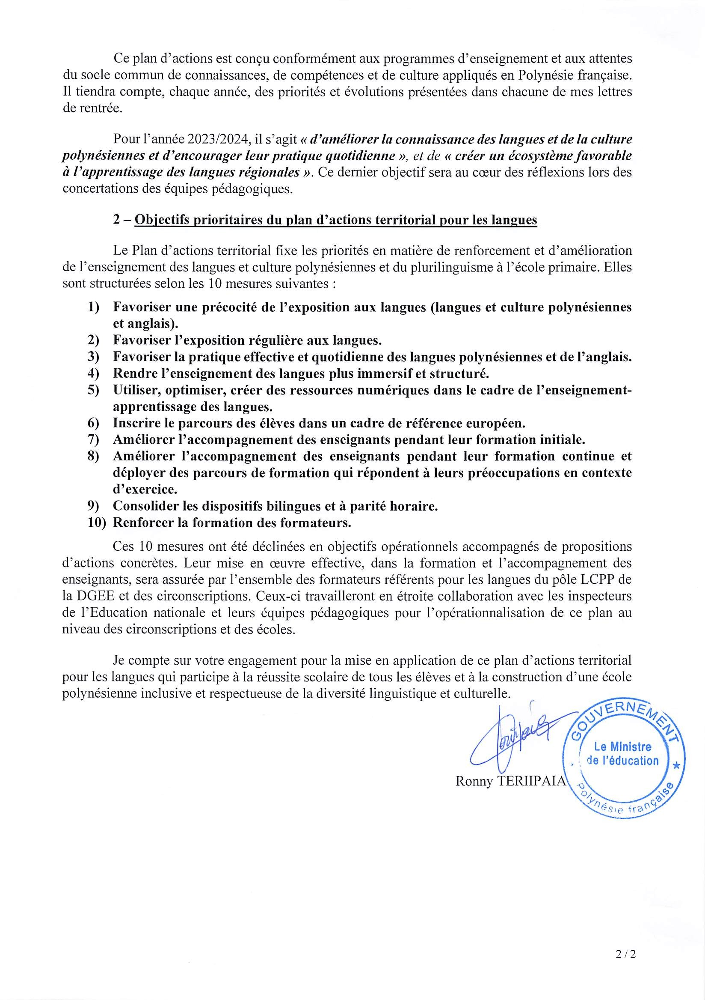 Ce plan d’actions est conçu conformément aux programmes d’enseignement et aux attentes
du socle commun de connaissances, de compétences et de culture appliqués en Polynésie française.
Il tiendra compte, chaque année, des priorités et évolutions présentées dans chacune de mes lettres
de rentrée.
Pour l’année 2023/2024, il s’agit « d’améliorer la connaissance des langues et de la culture
polynésiennes et d’encourager leur pratique quotidienne », et de « créer un écosystème favorable
à l’apprentissage des langues régionales ». Ce dernier objectif sera au cœur des réflexions lors des
concertations des équipes pédagogiques.
2 – Objectifs prioritaires du plan d’actions territorial pour les langues
Le Plan d’actions territorial fixe les priorités en matière de renforcement et d’amélioration
de l’enseignement des langues et culture polynésiennes et du plurilinguisme à l’école primaire. Elles
sont structurées selon les 10 mesures suivantes :
1) Favoriser une précocité de l’exposition aux langues (langues et culture polynésiennes
et anglais).
2) Favoriser l’exposition régulière aux langues.
3) Favoriser la pratique effective et quotidienne des langues polynésiennes et de l’anglais.
4) Rendre l’enseignement des langues plus immersif et structuré.
5) Utiliser, optimiser, créer des ressources numériques dans le cadre de l’enseignement-
apprentissage des langues.
6) Inscrire le parcours des élèves dans un cadre de référence européen.
7) Améliorer l’accompagnement des enseignants pendant leur formation initiale.
8) Améliorer l’accompagnement des enseignants pendant leur formation continue et
déployer des parcours de formation qui répondent à leurs préoccupations en contexte
d’exercice.
9) Consolider les dispositifs bilingues et à parité horaire.
10) Renforcer la formation des formateurs.
Ces 10 mesures ont été déclinées en objectifs opérationnels accompagnés de propositions
d’actions concrètes. Leur mise en œuvre effective, dans la formation et l’accompagnement des
enseignants, sera assurée par l’ensemble des formateurs référents pour les langues du pôle LCPP de
la DGEE et des circonscriptions. Ceux-ci travailleront en étroite collaboration avec les inspecteurs
de l’Education nationale et leurs équipes pédagogiques pour l’opérationnalisation de ce plan au
niveau des circonscriptions et des écoles.
Je compte sur votre engagement pour la mise en application de ce plan d’actions territorial
pour les langues qui participe à la réussite scolaire de tous les élèves et à la construction d’une école
polynésienne inclusive et respectueuse de la diversité linguistique et culturelle.
GOUVERNEMENT
Le Ministre
de l'éducation
Polynésie française
Ronny TERIIPAIA
2 / 2